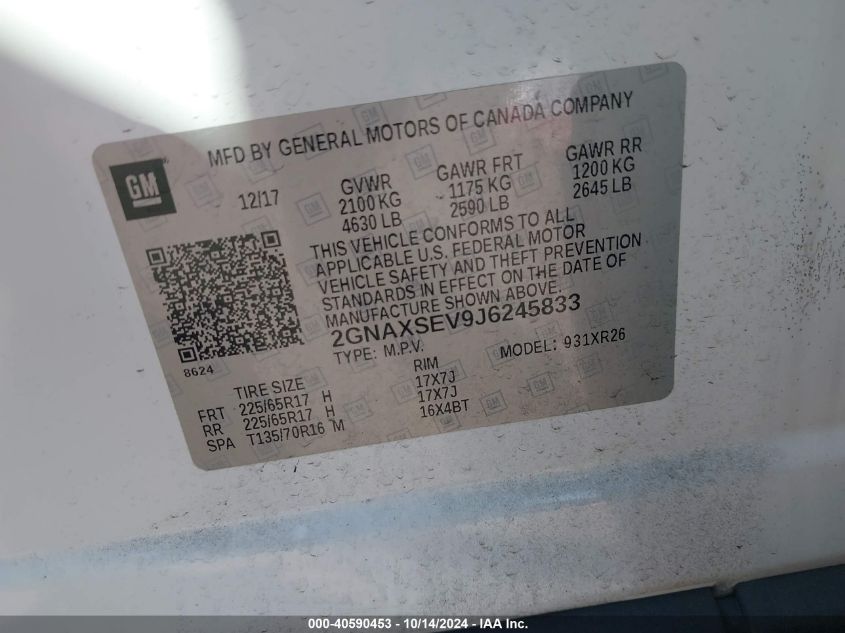 MFD BY GENERAL MOTORS OF CANADA COMPANY
GM
12/17
GVWR GAWR FRT GAWR RR
2100 KG 1175 KG 1200 KG
4630 LB 2590 LB 2645 LB
THIS VEHICLE CONFORMS TO ALL
APPLICABLE U.S. FEDERAL MOTOR
VEHICLE SAFETY AND THEFT PREVENTION
STANDARDS IN EFFECT ON THE DATE OF
MANUFACTURE SHOWN ABOVE.
2GNAXSEV9J6245833
8624
TYPE: M.P.V. MODEL: 931XR26
TIRE SIZE RIM
FRT 225/65R17 H 17X7J
RR 225/65R17 H 17X7J
SPA T135/70R16 M 16X4BT
000-40590453 - 10/14/2024 - IAA Inc.